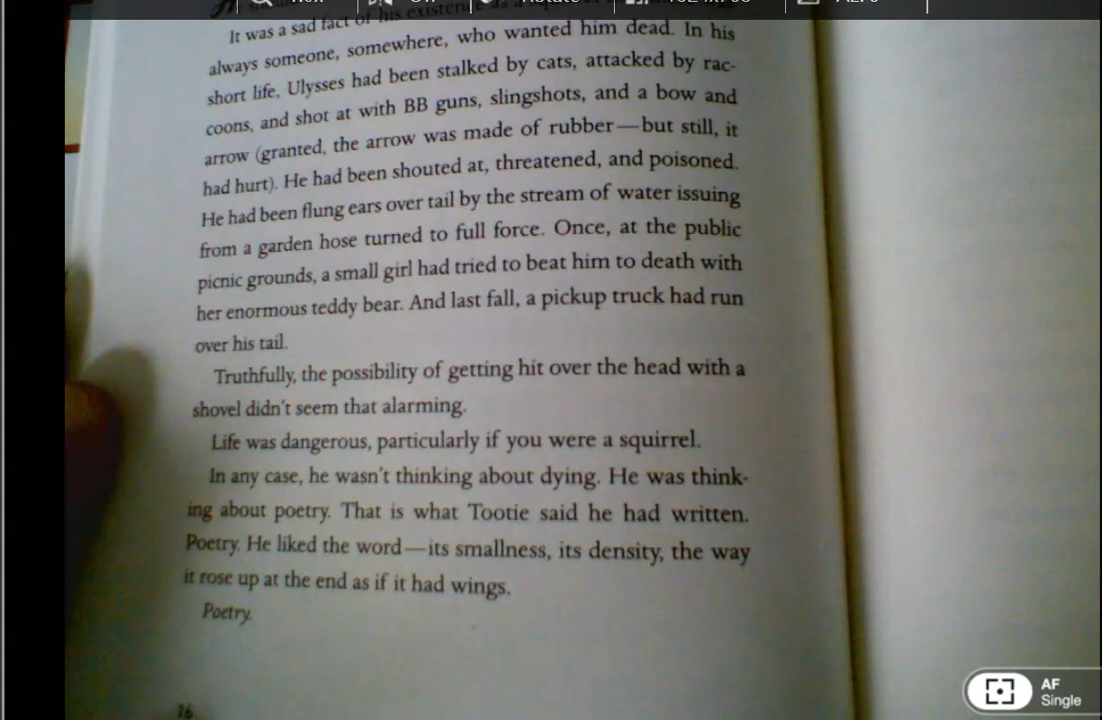 It was a sad fact of his existence
always someone, somewhere, who wanted him dead. In his
short life, Ulysses had been stalked by cats, attacked by rac-
coons, and shot at with BB guns, slingshots, and a bow and
arrow (granted, the arrow was made of rubber—but still, it
had hurt). He had been shouted at, threatened, and poisoned.
He had been flung ears over tail by the stream of water issuing
from a garden hose turned to full force. Once, at the public
picnic grounds, a small girl had tried to beat him to death with
her enormous teddy bear. And last fall, a pickup truck had run
over his tail.
Truthfully, the possibility of getting hit over the head with a
shovel didn't seem that alarming.
Life was dangerous, particularly if you were a squirrel.
In any case, he wasn't thinking about dying. He was think-
ing about poetry. That is what Tootie said he had written.
Poetry. He liked the word—its smallness, its density, the way
it rose up at the end as if it had wings.
Poetry.
16
AF
Single